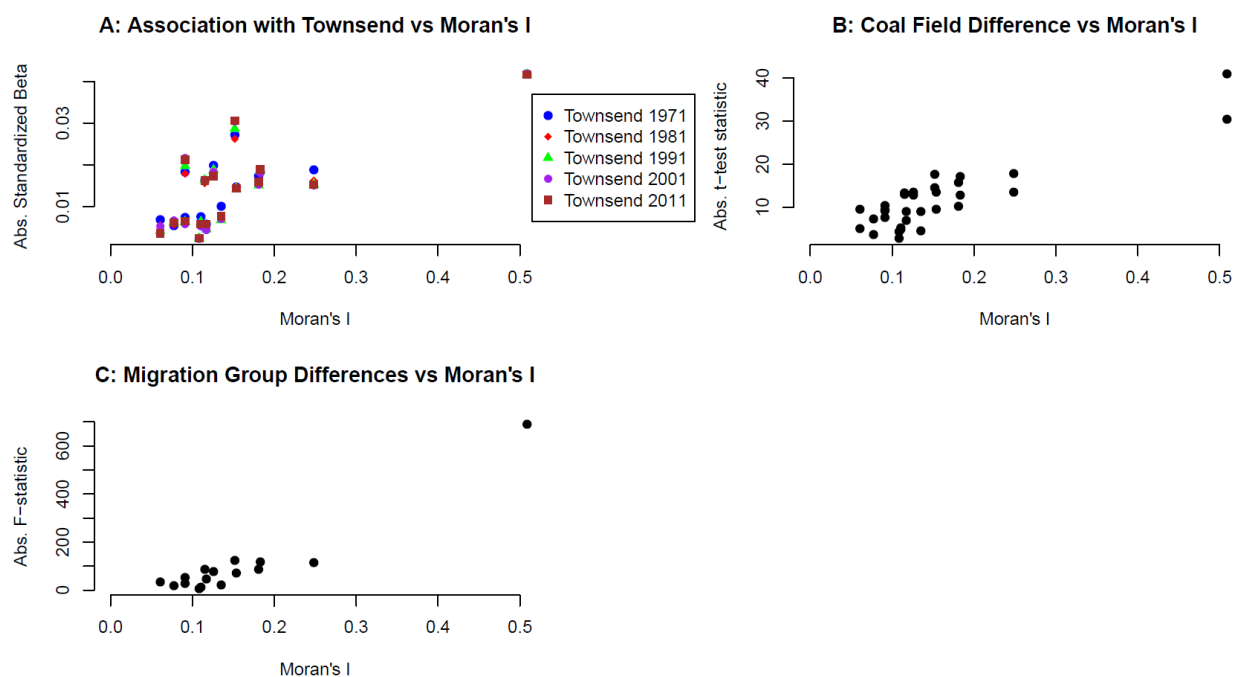 A: Association with Townsend vs Moran's I
Abs. Standardized Beta
0.03
0.01
0.0 0.1 0.2 0.3 0.4 0.5
Moran's I
Townsend 1971
Townsend 1981
Townsend 1991
Townsend 2001
Townsend 2011
B: Coal Field Difference vs Moran's I
Abs. t-test statistic
40
30
20
10
0.0 0.1 0.2 0.3 0.4 0.5
Moran's I
C: Migration Group Differences vs Moran's I
Abs. F−statistic
600
400
200
0
0.0 0.1 0.2 0.3 0.4 0.5
Moran's I